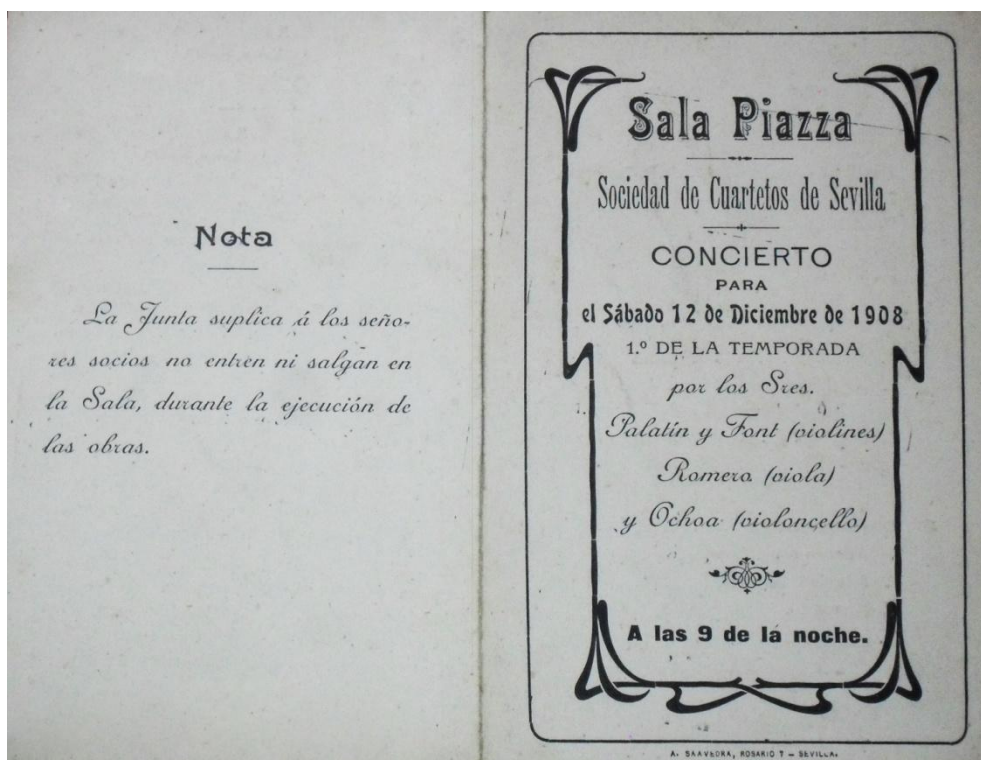 Nota
La Junta suplica á los seño-
res socios no entren ni salgan en
la Sala, durante la ejecución de
las obras.
Sala Piazza
Sociedad de Cuartetos de Sevilla
CONCIERTO
PARA
el Sábado 12 de Diciembre de 1908
1.º DE LA TEMPORADA
por los Sres.
Palatín y Font (violines)
Romero (viola)
y Ochoa (violoncello)
A las 9 de la noche.
A. SAAVEDRA, ROSARIO 7 — SEVILLA.